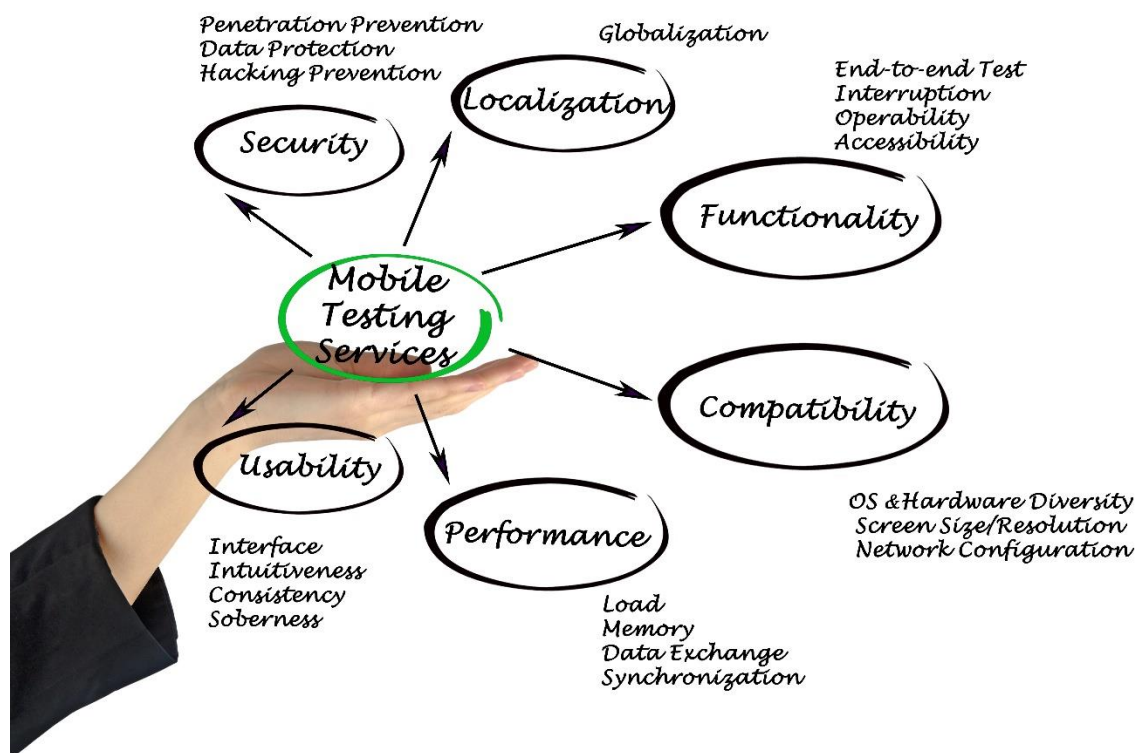 Penetration Prevention
Data Protection
Hacking Prevention
Security
Globalization
Localization
End-to-end Test
Interruption
Operability
Accessibility
Functionality
Mobile
Testing
Services
Compatibility
OS &Hardware Diversity
Screen Size/Resolution
Network Configuration
Usability
Interface
Intuitiveness
Consistency
Soberness
Performance
Load
Memory
Data Exchange
Synchronization